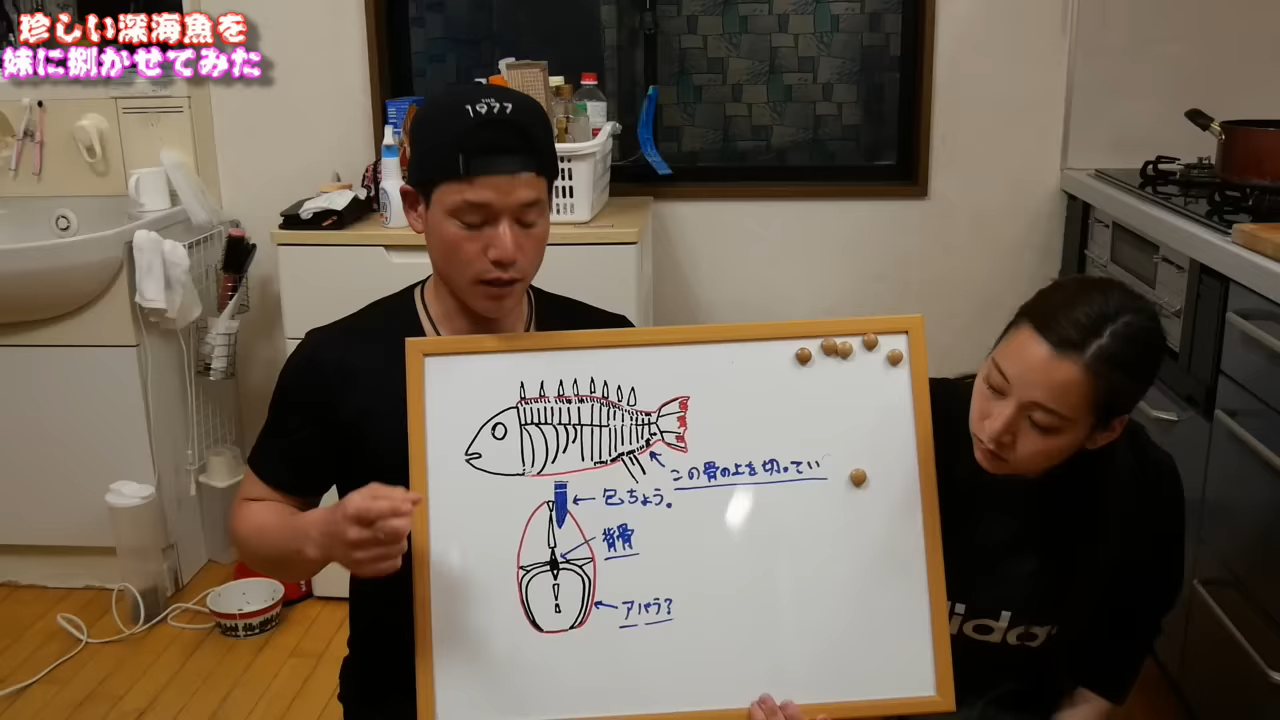 珍しい深海魚を
妹に捌かせてみた
THE
1977
この骨の上を切ってい
包ちょう。
背骨
アバラ?
adidas